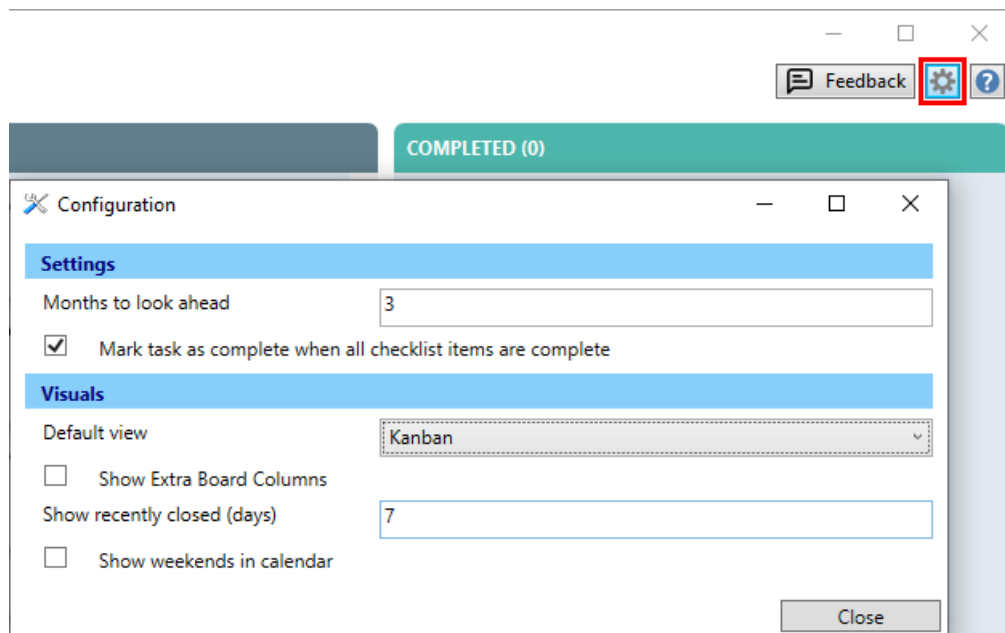 Feedback
?
COMPLETED (0)
Configuration
Settings
Months to look ahead 3
Mark task as complete when all checklist items are complete
Visuals
Default view Kanban
Show Extra Board Columns
Show recently closed (days) 7
Show weekends in calendar
Close